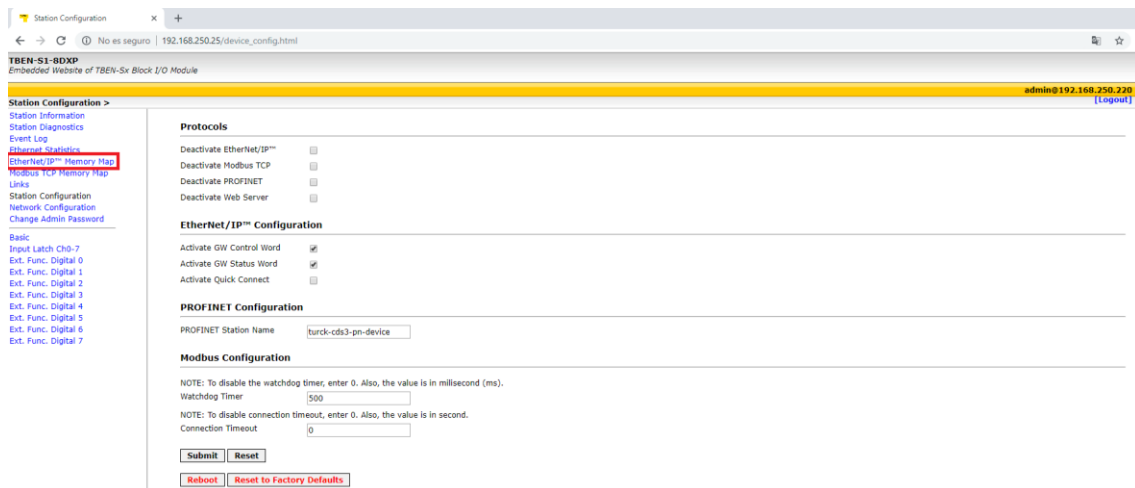 Station Configuration
No es seguro | 192.168.250.25/device_config.html
TBEN-S1-8DXP
Embedded Website of TBEN-Sx Block I/O Module
admin@192.168.250.220
Station Configuration >
[Logout]
Station Information
Station Diagnostics
Event Log
Ethernet Statistics
EtherNet/IP™ Memory Map
Modbus TCP Memory Map
Links
Station Configuration
Network Configuration
Change Admin Password
Basic
Input Latch Ch0-7
Ext. Func. Digital 0
Ext. Func. Digital 1
Ext. Func. Digital 2
Ext. Func. Digital 3
Ext. Func. Digital 4
Ext. Func. Digital 5
Ext. Func. Digital 6
Ext. Func. Digital 7
Protocols
Deactivate EtherNet/IP™
Deactivate Modbus TCP
Deactivate PROFINET
Deactivate Web Server
EtherNet/IP™ Configuration
Activate GW Control Word
Activate GW Status Word
Activate Quick Connect
PROFINET Configuration
PROFINET Station Name turck-cds3-pn-device
Modbus Configuration
NOTE: To disable the watchdog timer, enter 0. Also, the value is in milisecond (ms).
Watchdog Timer 500
NOTE: To disable connection timeout, enter 0. Also, the value is in second.
Connection Timeout 0
Submit Reset
Reboot Reset to Factory Defaults